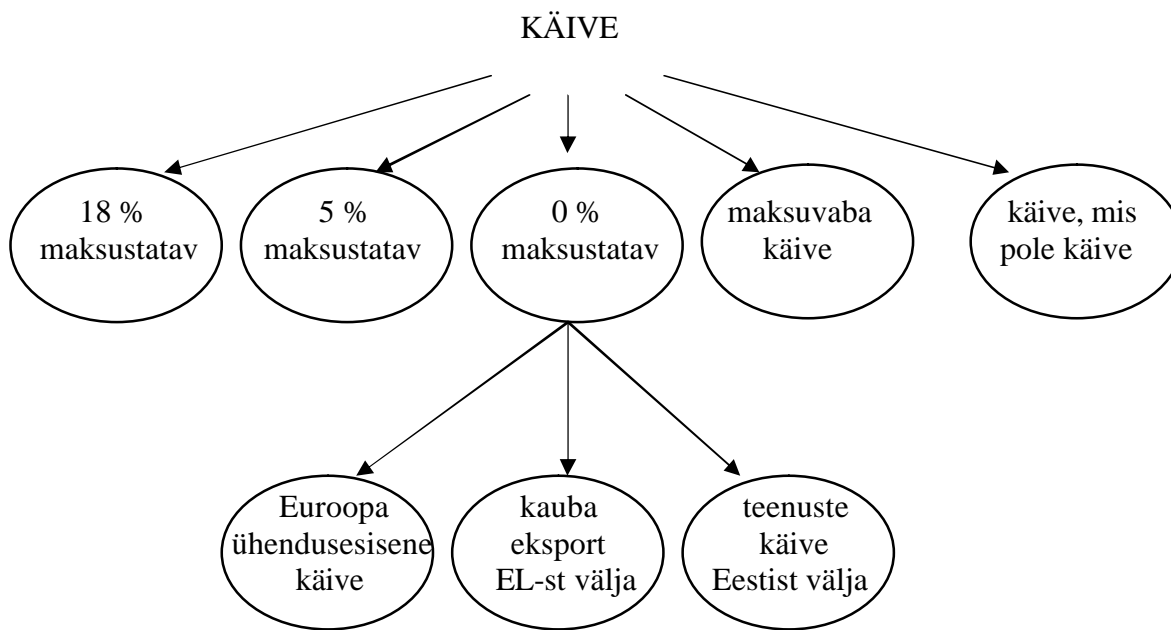 KÄIVE
18 %
maksustatav
5 %
maksustatav
0 %
maksustatav
maksuvaba
käive
käive, mis
pole käive
Euroopa
ühendusesisene
käive
kauba
eksport
EL-st välja
teenuste
käive
Eestist välja